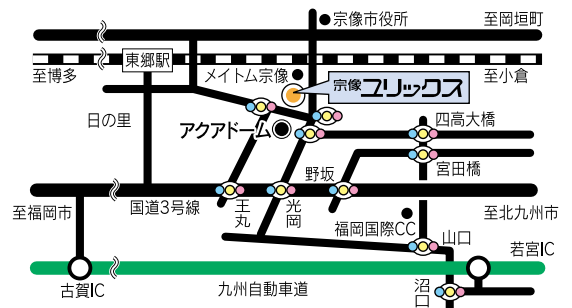 宗像市役所
至岡垣町
東郷駅
至博多
メイトム宗像
宗像ユリックス
至小倉
日の里
アクアドーム
四高大橋
宮田橋
野坂
国道3号線
至福岡市
王丸
光岡
福岡国際CC
山口
至北九州市
若宮IC
古賀IC
九州自動車道
沼口